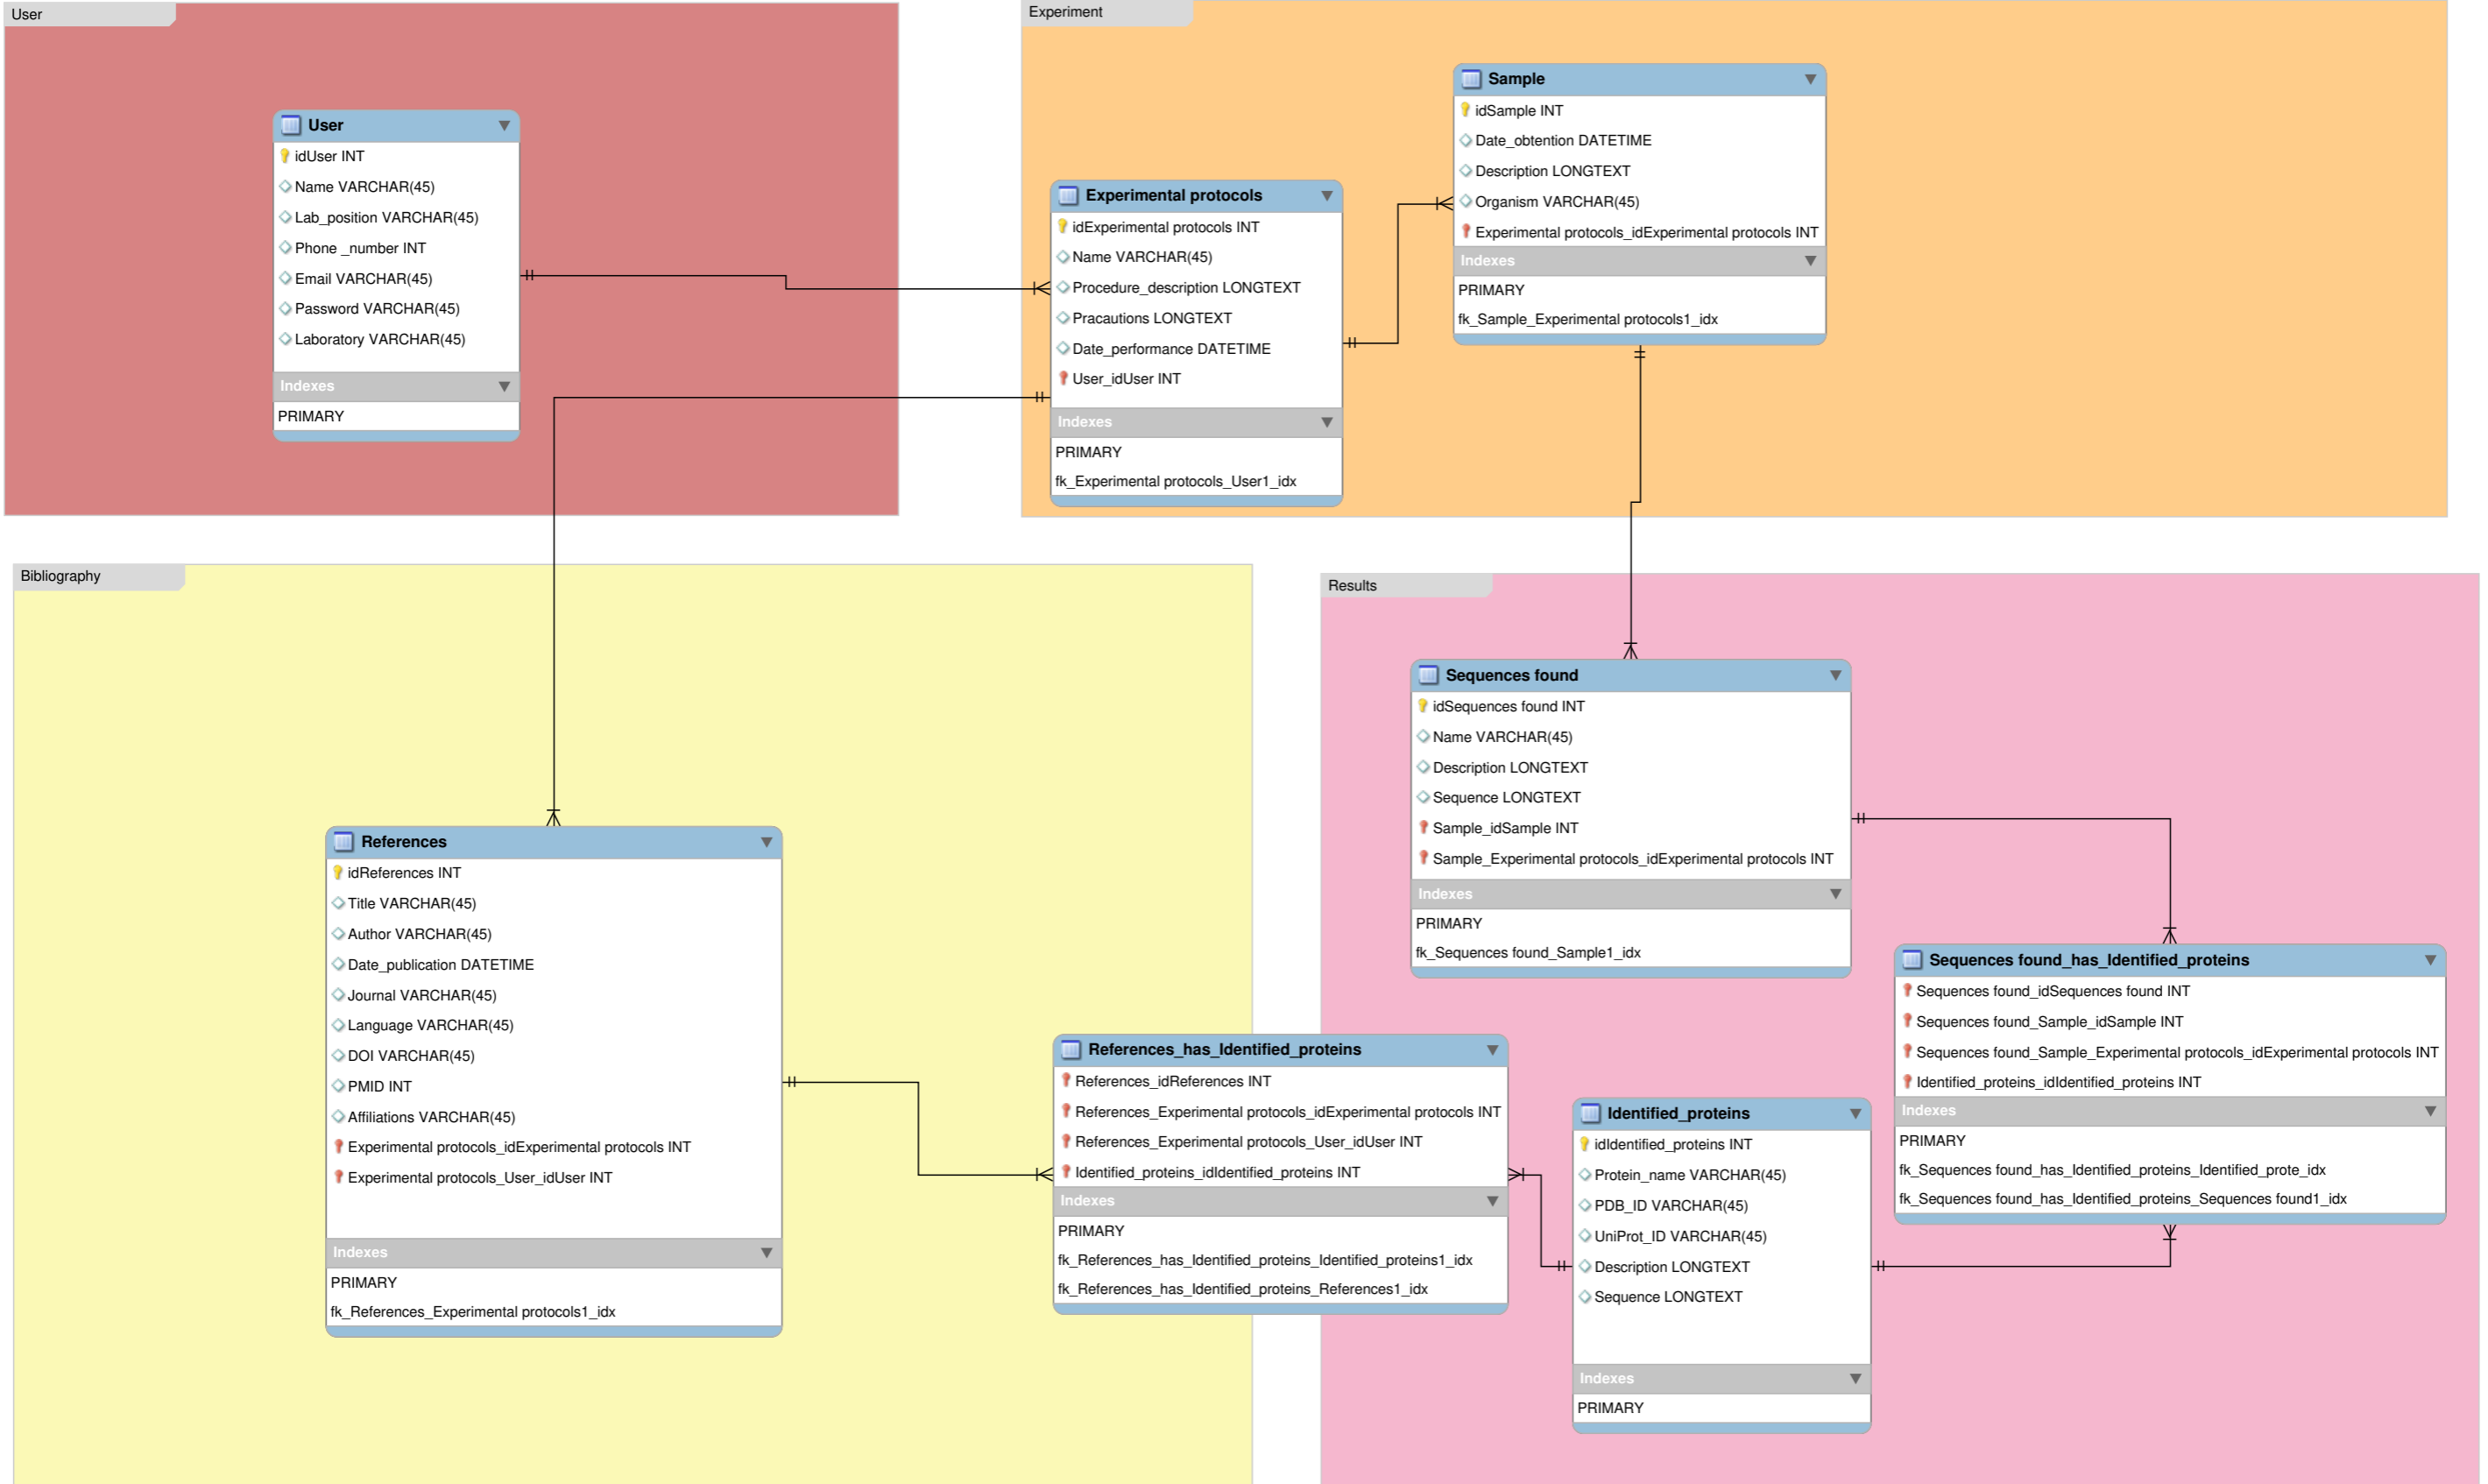 User
User
idUser INT
Name VARCHAR(45)
Lab_position VARCHAR(45)
Phone _number INT
Email VARCHAR(45)
Password VARCHAR(45)
Laboratory VARCHAR(45)
Indexes
PRIMARY
Experiment
Experimental protocols
idExperimental protocols INT
Name VARCHAR(45)
Procedure_description LONGTEXT
Pracautions LONGTEXT
Date_performance DATETIME
User_idUser INT
Indexes
PRIMARY
fk_Experimental protocols_User1_idx
Sample
idSample INT
Date_obtention DATETIME
Description LONGTEXT
Organism VARCHAR(45)
Experimental protocols_idExperimental protocols INT
Indexes
PRIMARY
fk_Sample_Experimental protocols1_idx
Bibliography
References
idReferences INT
Title VARCHAR(45)
Author VARCHAR(45)
Date_publication DATETIME
Journal VARCHAR(45)
Language VARCHAR(45)
DOI VARCHAR(45)
PMID INT
Affiliations VARCHAR(45)
Experimental protocols_idExperimental protocols INT
Experimental protocols_User_idUser INT
Indexes
PRIMARY
fk_References_Experimental protocols1_idx
References_has_Identified_proteins
References_idReferences INT
References_Experimental protocols_idExperimental protocols INT
References_Experimental protocols_User_idUser INT
Identified_proteins_idIdentified_proteins INT
Indexes
PRIMARY
fk_References_has_Identified_proteins_Identified_proteins1_idx
fk_References_has_Identified_proteins_References1_idx
Results
Sequences found
idSequences found INT
Name VARCHAR(45)
Description LONGTEXT
Sequence LONGTEXT
Sample_idSample INT
Sample_Experimental protocols_idExperimental protocols INT
Indexes
PRIMARY
fk_Sequences found_Sample1_idx
Sequences found_has_Identified_proteins
Sequences found_idSequences found INT
Sequences found_Sample_idSample INT
Sequences found_Sample_Experimental protocols_idExperimental protocols INT
Identified_proteins_idIdentified_proteins INT
Indexes
PRIMARY
fk_Sequences found_has_Identified_proteins_Identified_prote_idx
fk_Sequences found_has_Identified_proteins_Sequences found1_idx
Identified_proteins
idIdentified_proteins INT
Protein_name VARCHAR(45)
PDB_ID VARCHAR(45)
UniProt_ID VARCHAR(45)
Description LONGTEXT
Sequence LONGTEXT
Indexes
PRIMARY